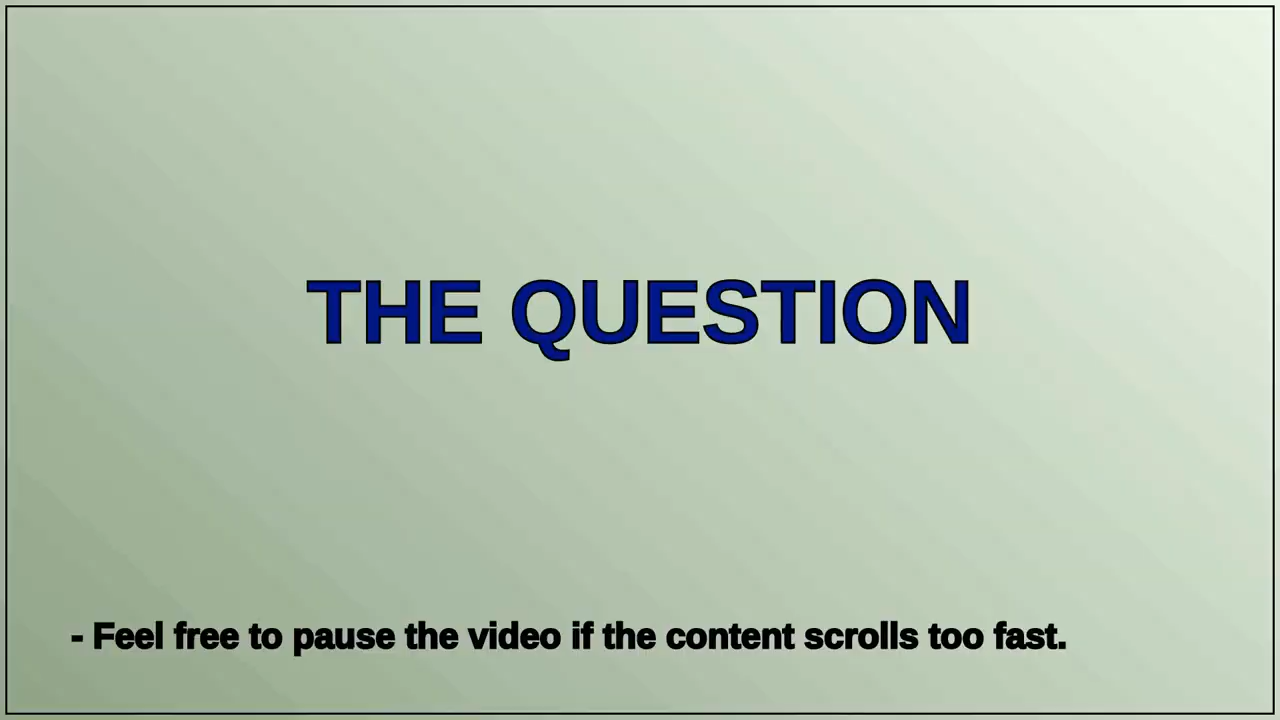 THE QUESTION
- Feel free to pause the video if the content scrolls too fast.